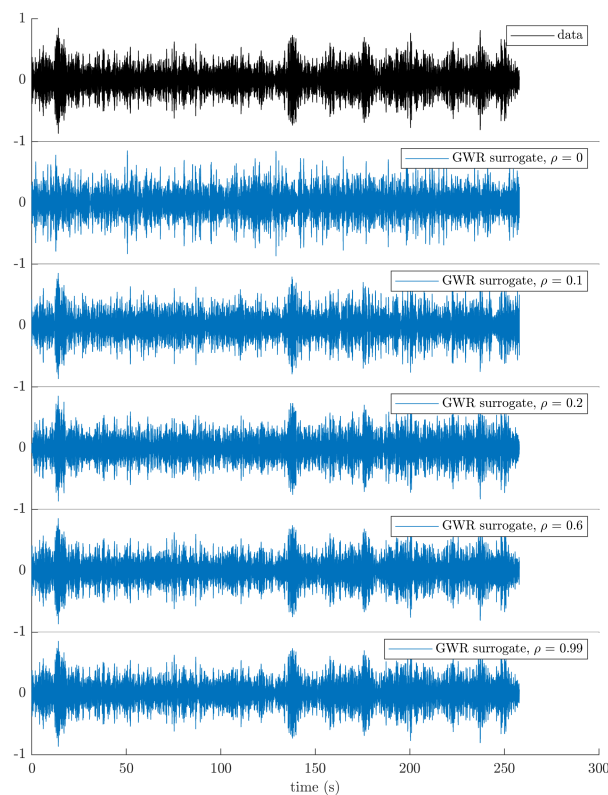 1
data
0
-1
GWR surrogate, ρ = 0
0
-1
GWR surrogate, ρ = 0.1
0
-1
GWR surrogate, ρ = 0.2
0
-1
GWR surrogate, ρ = 0.6
0
-1
GWR surrogate, ρ = 0.99
0
-1
0 50 100 150 200 250 300
time (s)